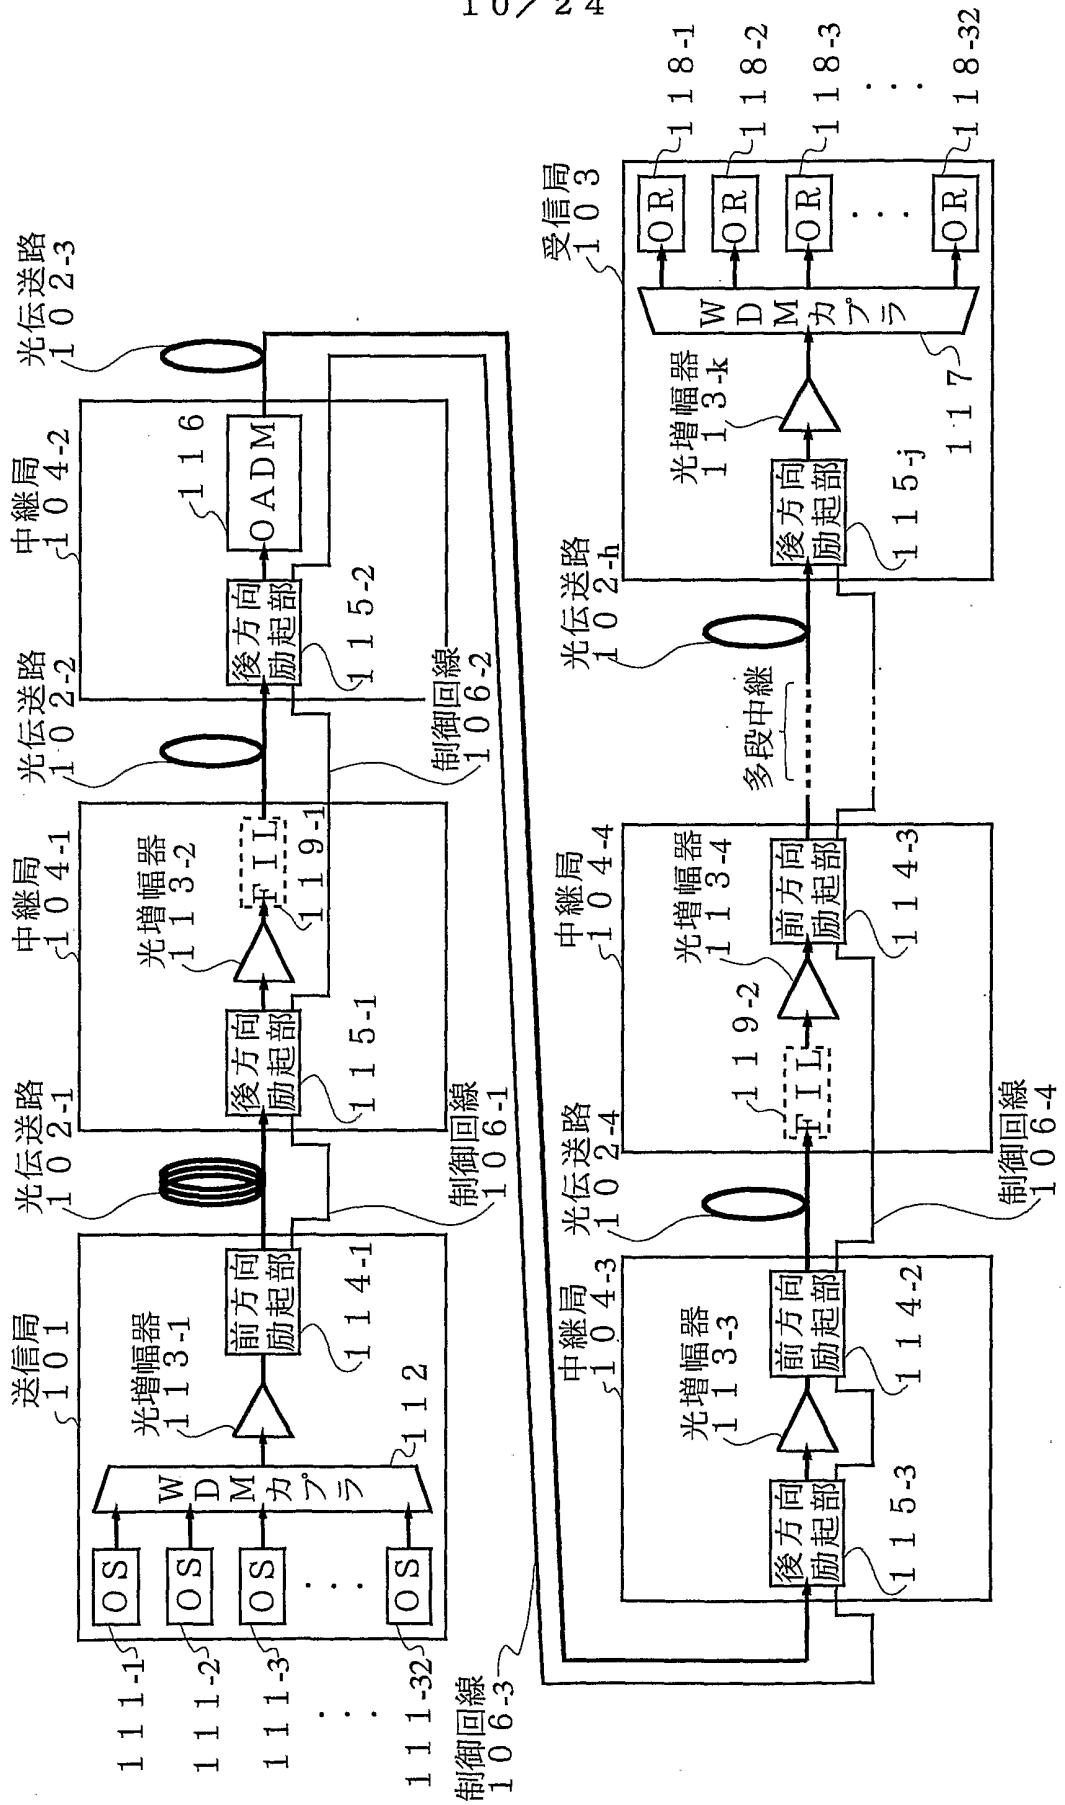 10/24
送信局
101
光伝送路
102-1
中継局
104-1
光伝送路
102-2
中継局
104-2
光伝送路
102-3
111-1
111-2
111-3
···
111-32
OS
OS
OS
···
OS
WDMカプラ
112
光増幅器
113-1
前方向
励起部
114-1
制御回線
106-1
後方向
励起部
115-1
光増幅器
113-2
FIL
119-1
制御回線
106-2
後方向
励起部
115-2
OADM
116
制御回線
106-3
中継局
104-3
後方向
励起部
115-3
光増幅器
113-3
前方向
励起部
114-2
光伝送路
102-4
制御回線
106-4
中継局
104-4
FIL
119-2
光増幅器
113-4
前方向
励起部
114-3
多段中継
光伝送路
102-h
受信局
103
後方向
励起部
115-j
光増幅器
113-k
WDMカプラ
117
OR
OR
OR
···
OR
118-1
118-2
118-3
···
118-32